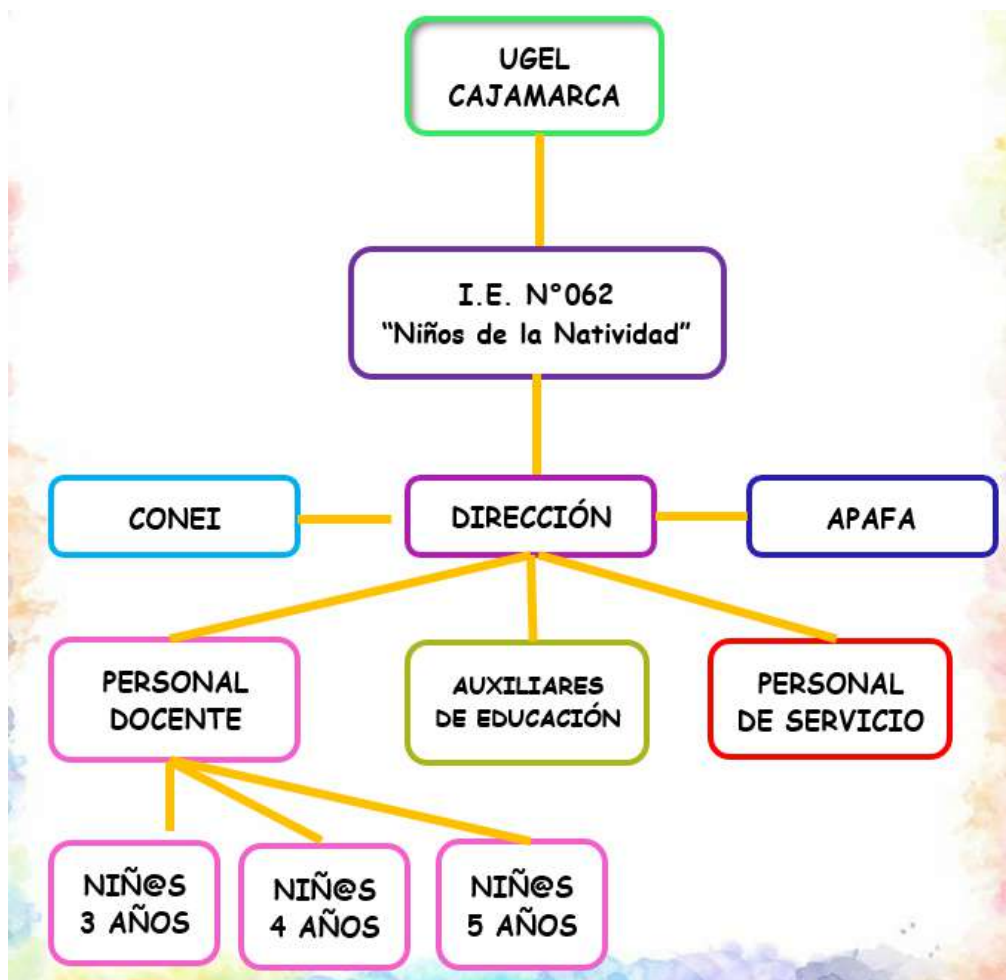 UGEL
CAJAMARCA
I.E. N°062
“Niños de la Natividad”
CONEI
DIRECCIÓN
APAFA
PERSONAL
DOCENTE
AUXILIARES
DE EDUCACIÓN
PERSONAL
DE SERVICIO
NIÑ@S
3 AÑOS
NIÑ@S
4 AÑOS
NIÑ@S
5 AÑOS